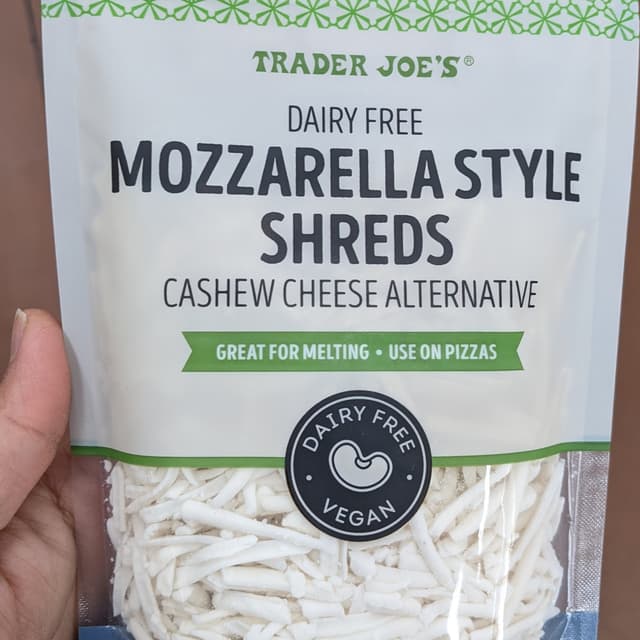 TRADER JOE'S®
DAIRY FREE
MOZZARELLA STYLE
SHREDS
CASHEW CHEESE ALTERNATIVE
GREAT FOR MELTING • USE ON PIZZAS
DAIRY FREE
VEGAN